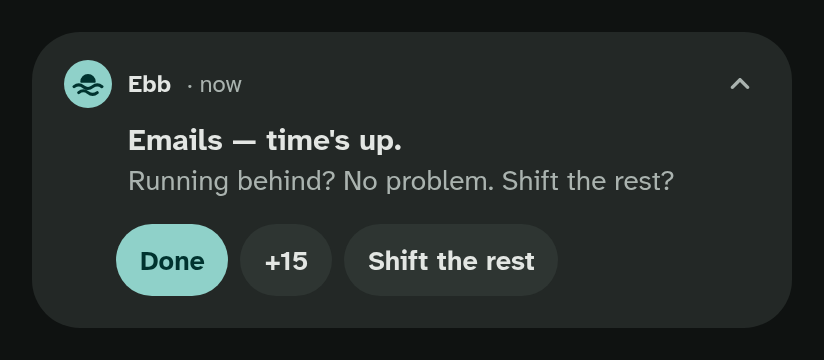 Ebb · now
Emails — time's up.
Running behind? No problem. Shift the rest?
Done +15 Shift the rest